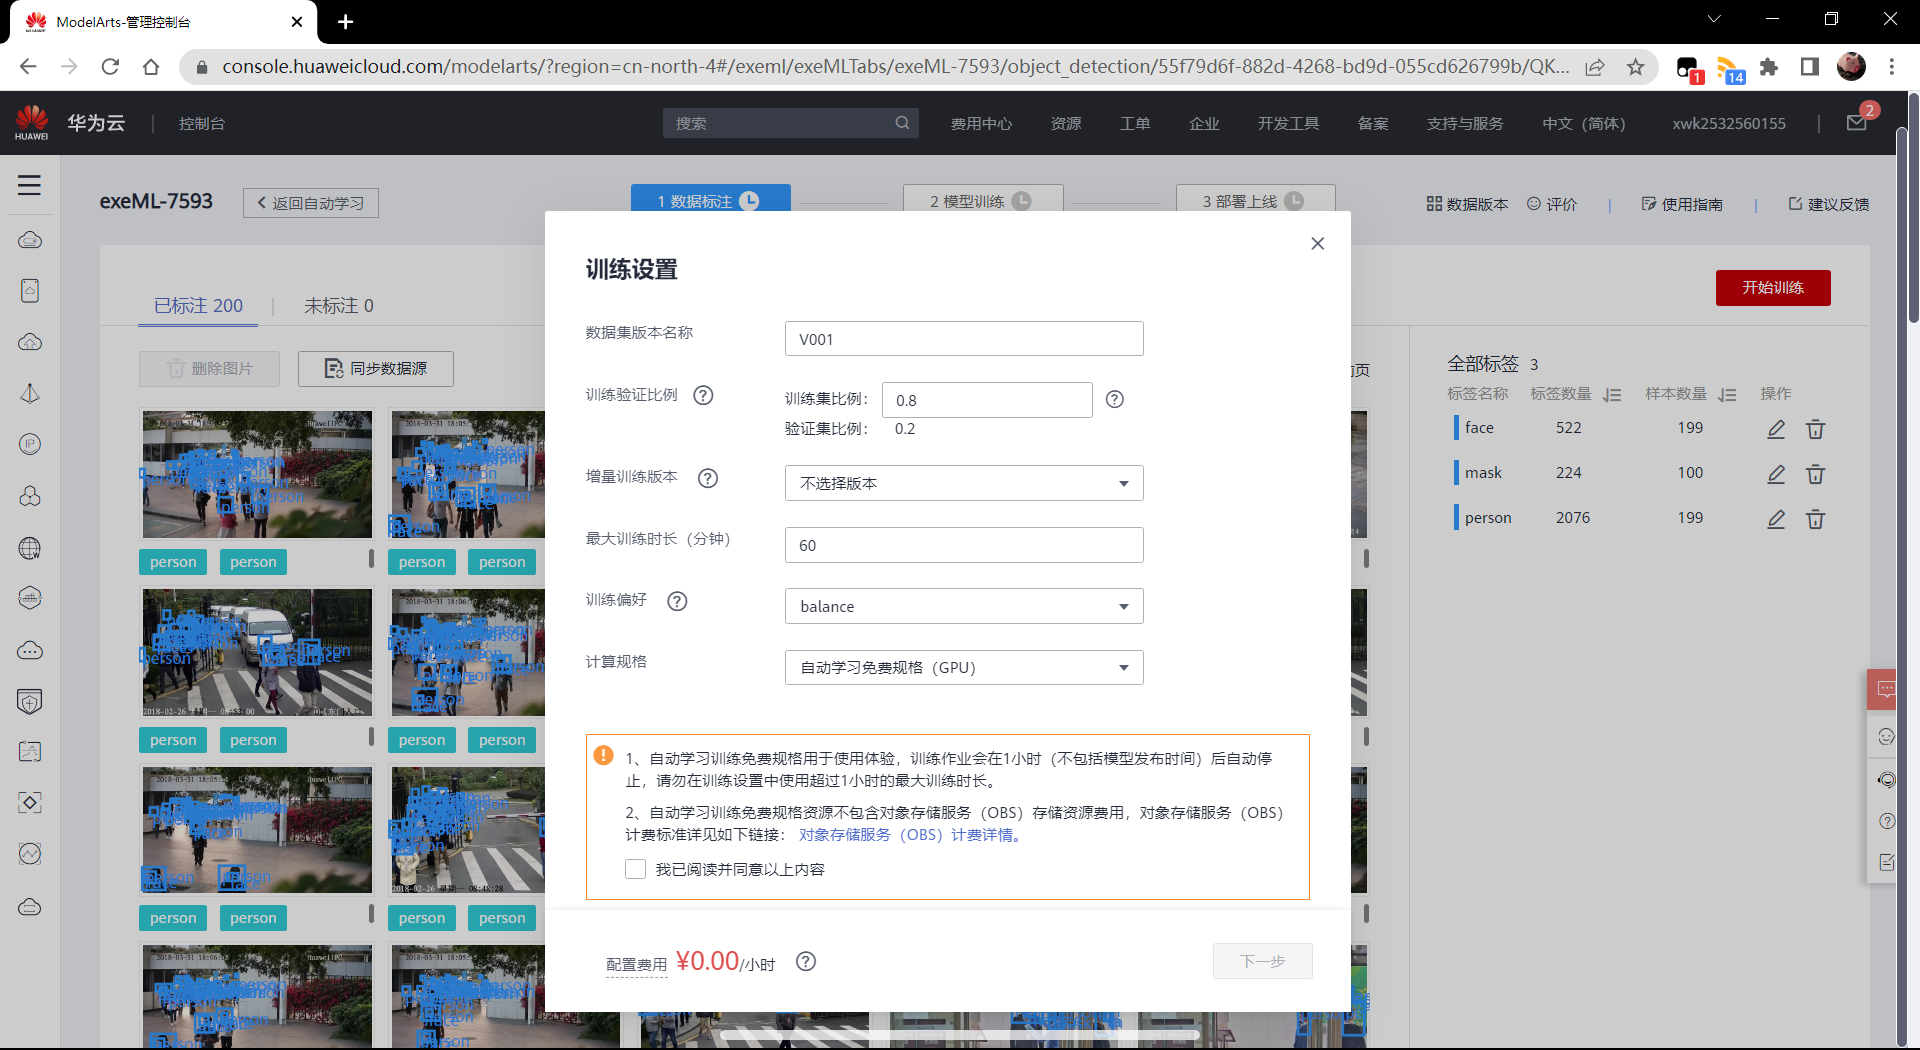 ModelArts-管理控制台
console.huaweicloud.com/modelarts/?region=cn-north-4#/exeml/exeMLTabs/exeML-7593/object_detection/55f79d6f-882d-4268-bd9d-055cd626799b/QK...
1
14
HUAWEI
华为云
控制台
搜索
费用中心
资源
工单
企业
开发工具
备案
支持与服务
中文（简体）
xwk2532560155
2
exeML-7593
返回自动学习
1 数据标注
2 模型训练
3 部署上线
数据版本
评价
使用指南
建议反馈
已标注 200
未标注 0
开始训练
删除图片
同步数据源
页
全部标签 3
标签名称 标签数量 样本数量 操作
face 522 199
mask 224 100
person 2076 199
person person person person
person person person person
person person person person
训练设置
数据集版本名称
V001
训练验证比例
训练集比例：
0.8
验证集比例：
0.2
增量训练版本
不选择版本
最大训练时长（分钟）
60
训练偏好
balance
计算规格
自动学习免费规格（GPU）
1、自动学习训练免费规格用于使用体验，训练作业会在1小时（不包括模型发布时间）后自动停
止，请勿在训练设置中使用超过1小时的最大训练时长。
2、自动学习训练免费规格资源不包含对象存储服务（OBS）存储资源费用，对象存储服务（OBS）
计费标准详见如下链接： 对象存储服务（OBS）计费详情。
我已阅读并同意以上内容
配置费用 ¥0.00/小时
下一步